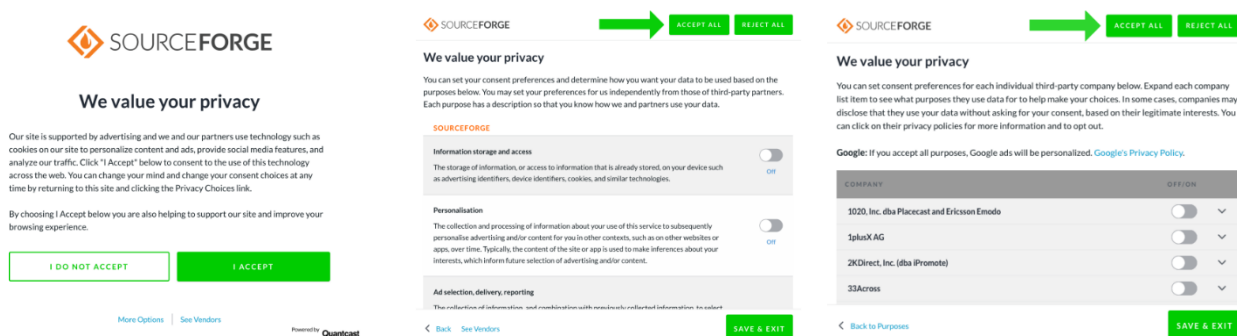 SOURCEFORGE
We value your privacy
Our site is supported by advertising and we and our partners use technology such as
cookies on our site to personalize content and ads, provide social media features, and
analyze our traffic. Click "I Accept" below to consent to the use of this technology
across the web. You can change your mind and change your consent choices at any
time by returning to this site and clicking the Privacy Choices link.
By choosing I Accept below you are also helping to support our site and improve your
browsing experience.
I DO NOT ACCEPT
I ACCEPT
More Options
See Vendors
Powered by Quantcast
SOURCEFORGE
ACCEPT ALL
REJECT ALL
We value your privacy
You can set your consent preferences and determine how you want your data to be used based on the
purposes below. You may set your preferences for us independently from those of third-party partners.
Each purpose has a description so that you know how we and partners use your data.
SOURCEFORGE
Information storage and access
The storage of information, or access to information that is already stored, on your device such
as advertising identifiers, device identifiers, cookies, and similar technologies.
Off
Personalisation
The collection and processing of information about your use of this service to subsequently
personalise advertising and/or content for you in other contexts, such as on other websites or
apps, over time. Typically, the content of the site or app is used to make inferences about your
interests, which inform future selection of advertising and/or content.
Off
Ad selection, delivery, reporting
The collection of information, and combination with previously collected information, to select
Back
See Vendors
SAVE & EXIT
SOURCEFORGE
ACCEPT ALL
REJECT ALL
We value your privacy
You can set consent preferences for each individual third-party company below. Expand each company
list item to see what purposes they use data for to help make your choices. In some cases, companies may
disclose that they use your data without asking for your consent, based on their legitimate interests. You
can click on their privacy policies for more information and to opt out.
Google: If you accept all purposes, Google ads will be personalized. Google's Privacy Policy.
COMPANY
OFF/ON
1020, Inc. dba Placecast and Ericsson Emodo
1plusX AG
2KDirect, Inc. (dba iPromote)
33Across
Back to Purposes
SAVE & EXIT